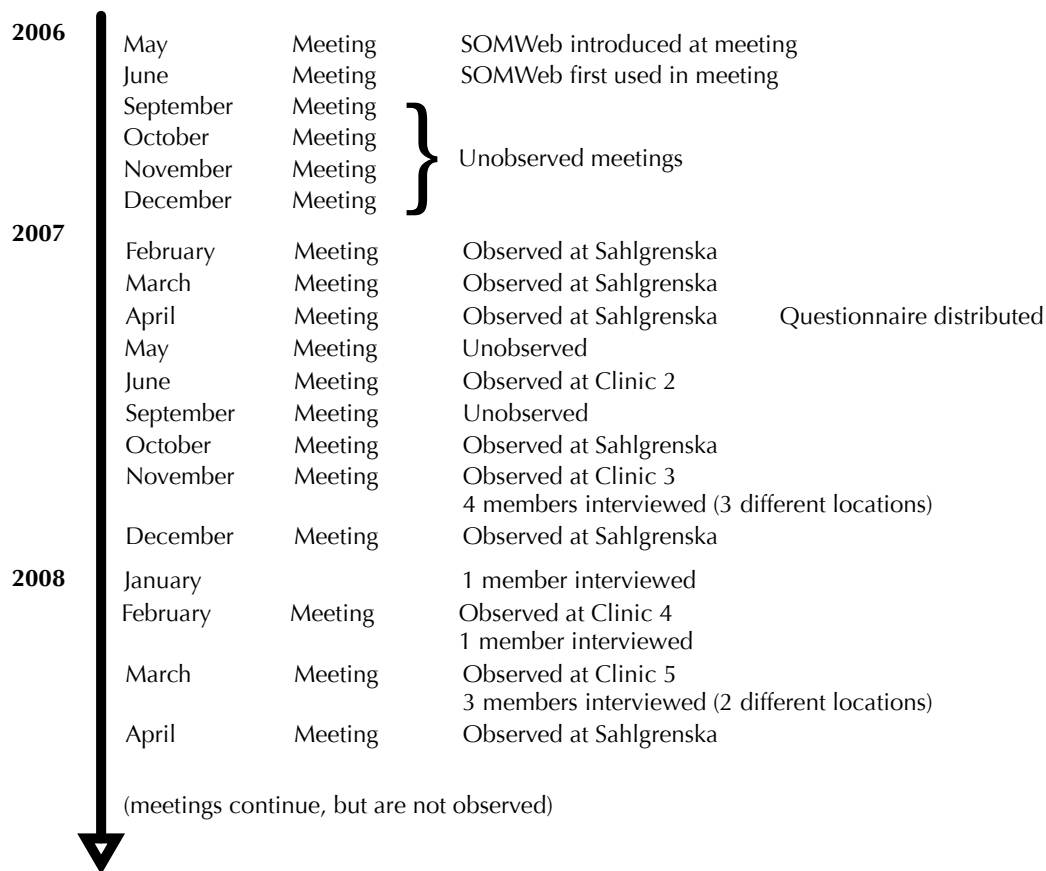 2006
May Meeting SOMWeb introduced at meeting
June Meeting SOMWeb first used in meeting
September Meeting
October Meeting
Unobserved meetings
November Meeting
December Meeting
2007
February Meeting Observed at Sahlgrenska
March Meeting Observed at Sahlgrenska
April Meeting Observed at Sahlgrenska Questionnaire distributed
May Meeting Unobserved
June Meeting Observed at Clinic 2
September Meeting Unobserved
October Meeting Observed at Sahlgrenska
November Meeting Observed at Clinic 3
4 members interviewed (3 different locations)
December Meeting Observed at Sahlgrenska
2008 January 1 member interviewed
February Meeting Observed at Clinic 4
1 member interviewed
March Meeting Observed at Clinic 5
3 members interviewed (2 different locations)
April Meeting Observed at Sahlgrenska
(meetings continue, but are not observed)